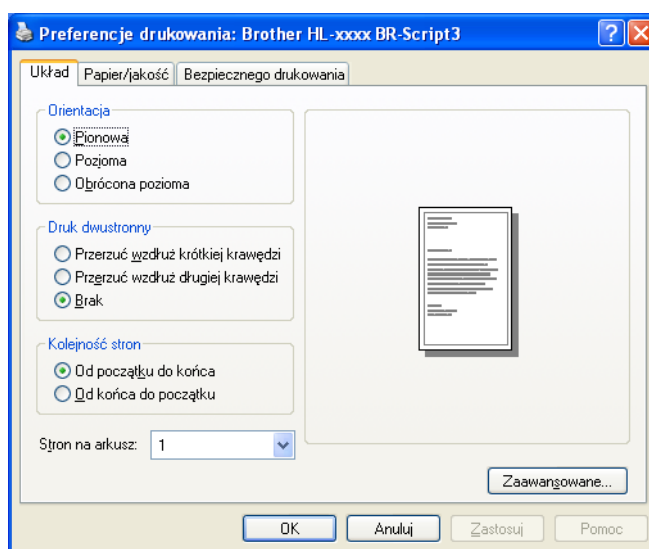 Preferencje drukowania: Brother HL-xxxx BR-Script3
Układ Papier/jakość Bezpiecznego drukowania
Orientacja
Pionowa
Pozioma
Obrócona pozioma
Druk dwustronny
Przerzuć wzdłuż krótkiej krawędzi
Przerzuć wzdłuż długiej krawędzi
Brak
Kolejność stron
Od początku do końca
Od końca do początku
Stron na arkusz: 1
Zaawansowane...
OK Anuluj Zastosuj Pomoc